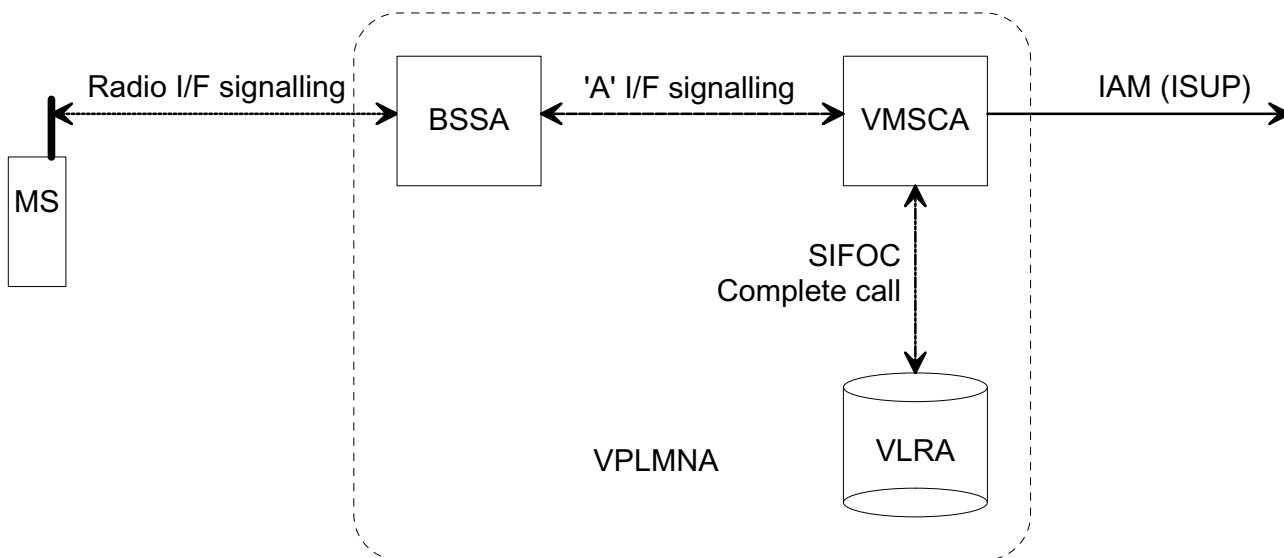 Radio I/F signalling
'A' I/F signalling
IAM (ISUP)
BSSA
VMSCA
MS
SIFOC
Complete call
VPLMNA
VLRA